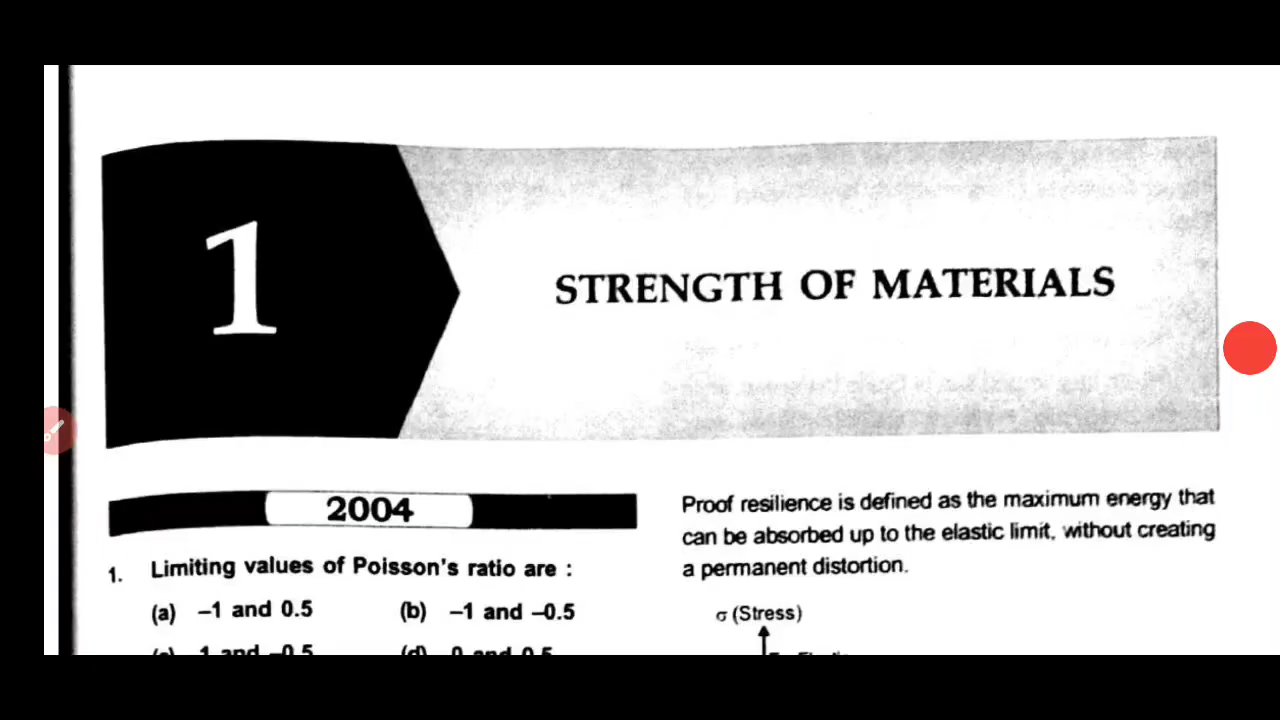 1
STRENGTH OF MATERIALS
2004
1. Limiting values of Poisson's ratio are :
(a) –1 and 0.5 (b) –1 and –0.5
Proof resilience is defined as the maximum energy that
can be absorbed up to the elastic limit, without creating
a permanent distortion.
σ (Stress)